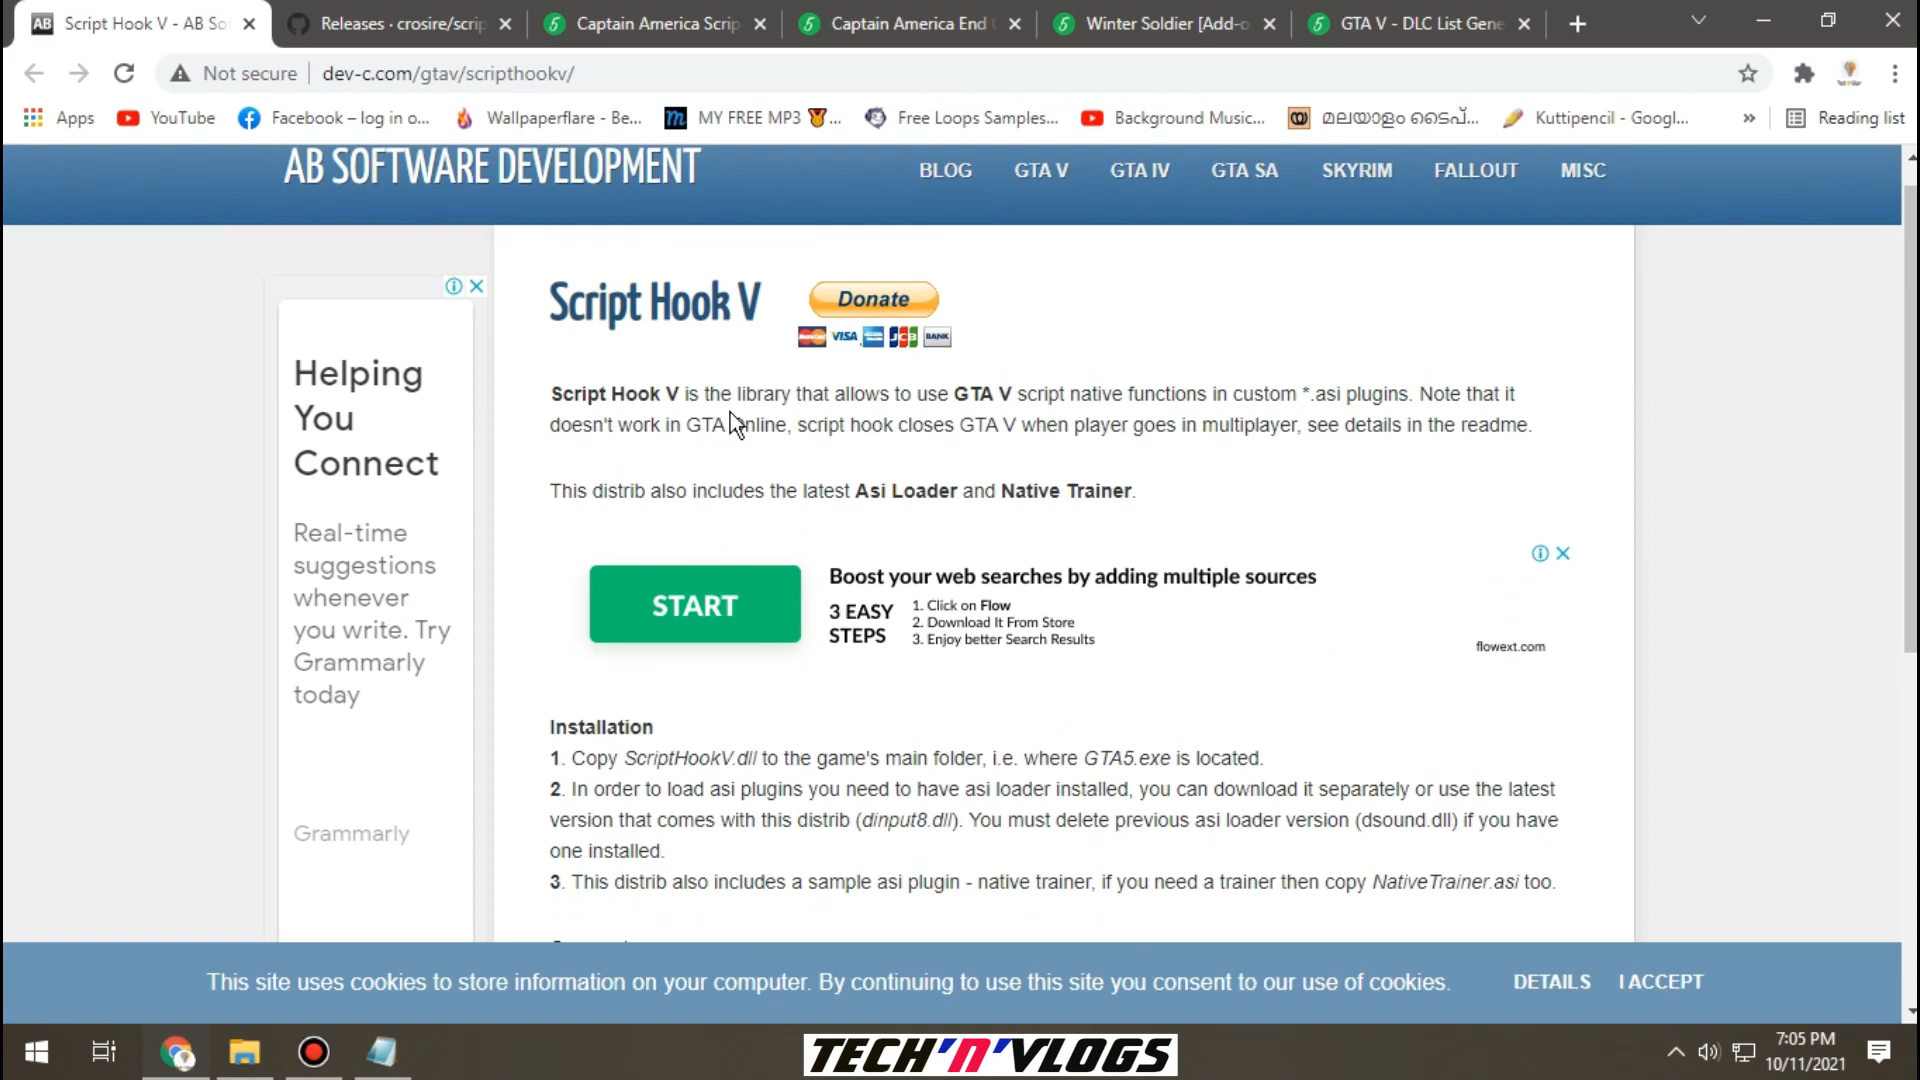 Script Hook V - AB So
Releases · crosire/scrip
Captain America Scrip
Captain America End
Winter Soldier [Add-o
GTA V - DLC List Gene
Not secure
dev-c.com/gtav/scripthookv/
Apps
YouTube
Facebook – log in o...
Wallpaperflare - Be...
MY FREE MP3 ...
Free Loops Samples...
Background Music...
മലയാളം ടൈപ്...
Kuttipencil - Googl...
»
Reading list
AB SOFTWARE DEVELOPMENT
BLOG
GTA V
GTA IV
GTA SA
SKYRIM
FALLOUT
MISC
Helping
You
Connect
Real-time
suggestions
whenever
you write. Try
Grammarly
today
Grammarly
Script Hook V
Donate
VISA
JCB
BANK
Script Hook V is the library that allows to use GTA V script native functions in custom *.asi plugins. Note that it
doesn't work in GTA Online, script hook closes GTA V when player goes in multiplayer, see details in the readme.
This distrib also includes the latest Asi Loader and Native Trainer.
START
Boost your web searches by adding multiple sources
3 EASY
STEPS
1. Click on Flow
2. Download It From Store
3. Enjoy better Search Results
flowext.com
Installation
1. Copy ScriptHookV.dll to the game's main folder, i.e. where GTA5.exe is located.
2. In order to load asi plugins you need to have asi loader installed, you can download it separately or use the latest
version that comes with this distrib (dinput8.dll). You must delete previous asi loader version (dsound.dll) if you have
one installed.
3. This distrib also includes a sample asi plugin - native trainer, if you need a trainer then copy NativeTrainer.asi too.
This site uses cookies to store information on your computer. By continuing to use this site you consent to our use of cookies.
DETAILS
I ACCEPT
TECH'N'VLOGS
7:05 PM
10/11/2021